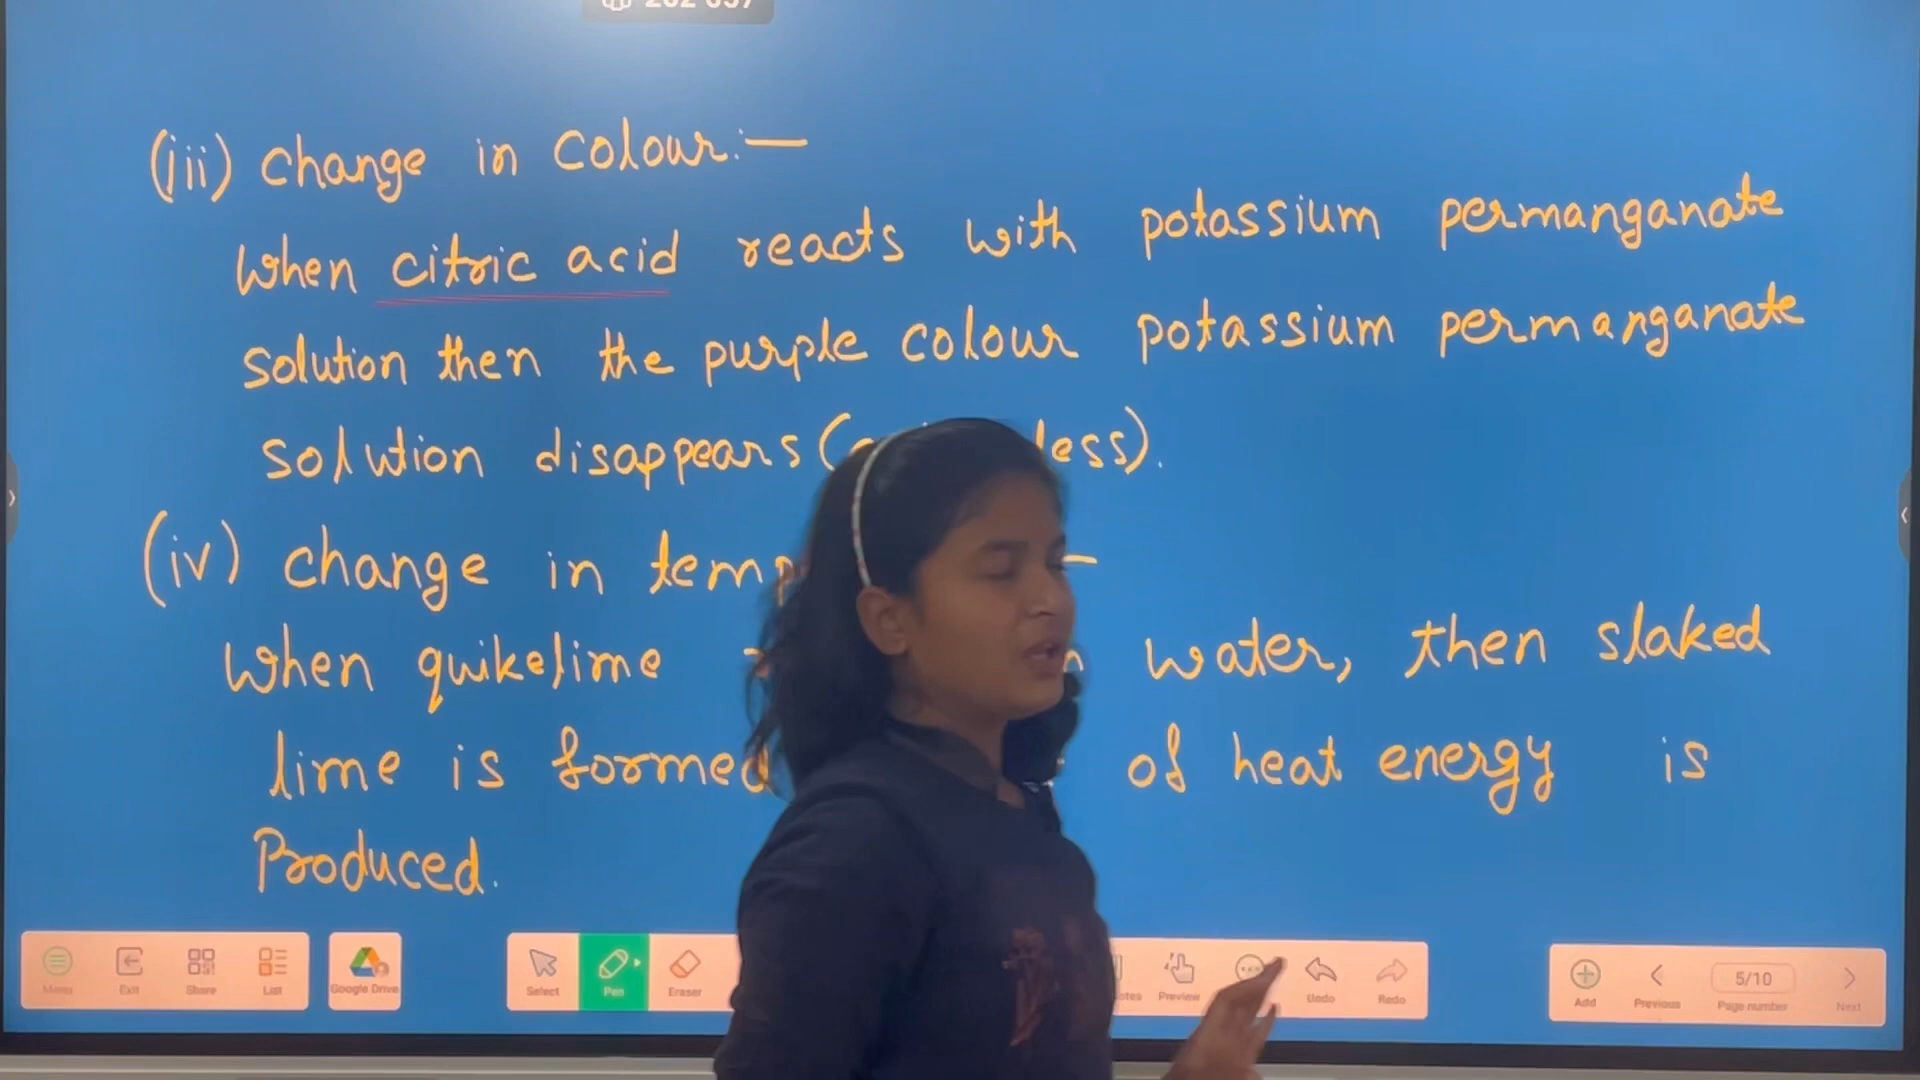 (iii) Change in Colour:—
When citric acid reacts with potassium permanganate
solution then the purple colour potassium permanganate
solution disappears
(iv) change in
When quikelime water, then slaked
lime is formed of heat energy is
Produced.
Menu Exit Share List Google Drive Select Pen Eraser Preview Undo Redo Add Previous 5/10 Page number Next